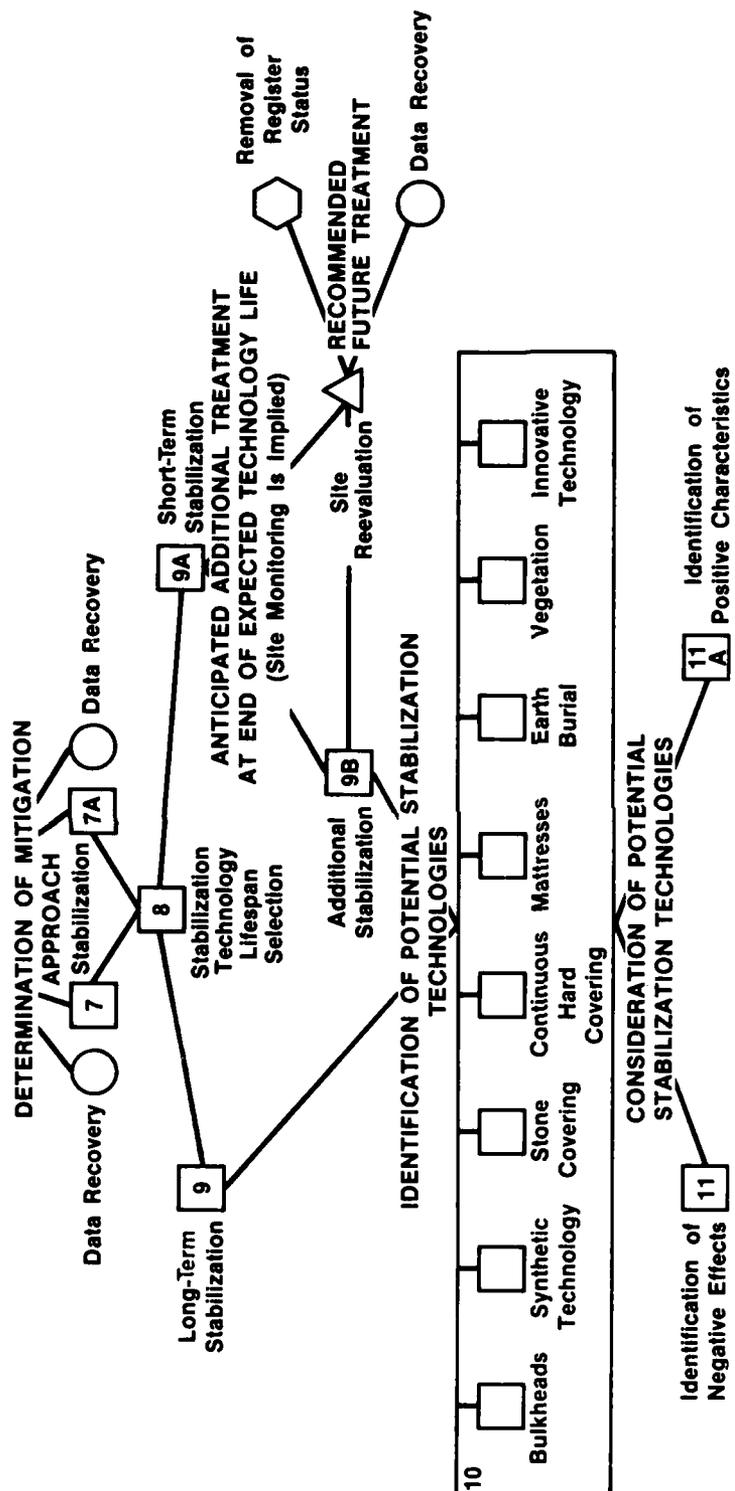 DETERMINATION OF MITIGATION
APPROACH
Data Recovery
7
Stabilization
7A
Data Recovery
8
Stabilization
Technology
Lifespan
Selection
Long-Term
Stabilization
9
9A
Short-Term
Stabilization
ANTICIPATED ADDITIONAL TREATMENT
AT END OF EXPECTED TECHNOLOGY LIFE
(Site Monitoring Is Implied)
Additional
Stabilization
9B
Site
Reevaluation
RECOMMENDED
FUTURE TREATMENT
Removal of
Register
Status
Data Recovery
IDENTIFICATION OF POTENTIAL STABILIZATION
TECHNOLOGIES
10
Bulkheads
Synthetic
Technology
Stone
Covering
Continuous
Hard
Covering
Mattresses
Earth
Burial
Vegetation
Innovative
Technology
CONSIDERATION OF POTENTIAL
STABILIZATION TECHNOLOGIES
Identification of
Negative Effects
11
11
A
Identification of
Positive Characteristics